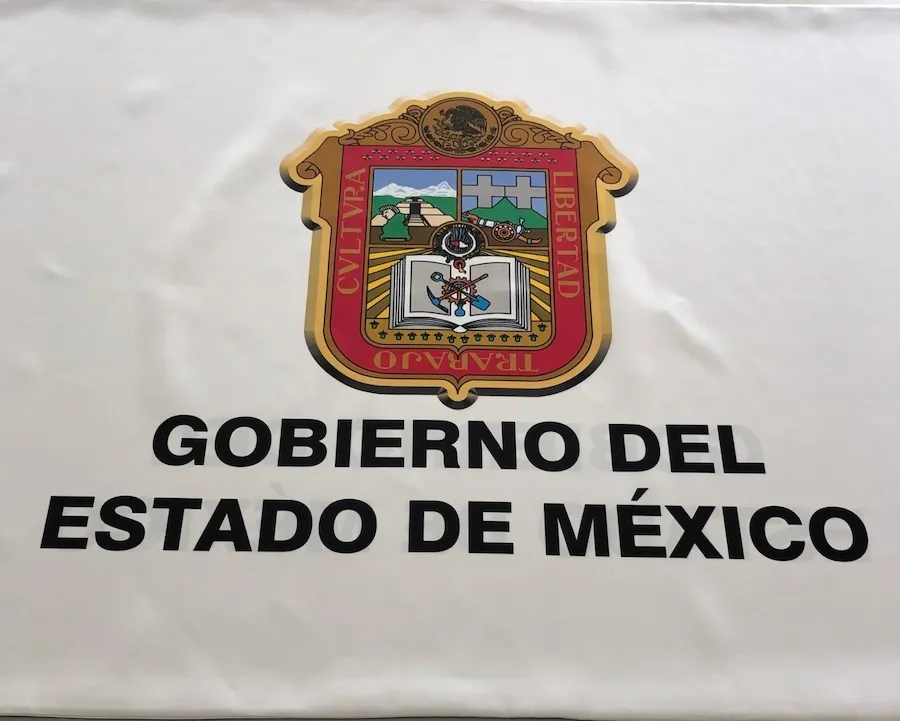 CVLTVRA
LIBERTAD
TRABAJO
GOBIERNO DEL
ESTADO DE MÉXICO